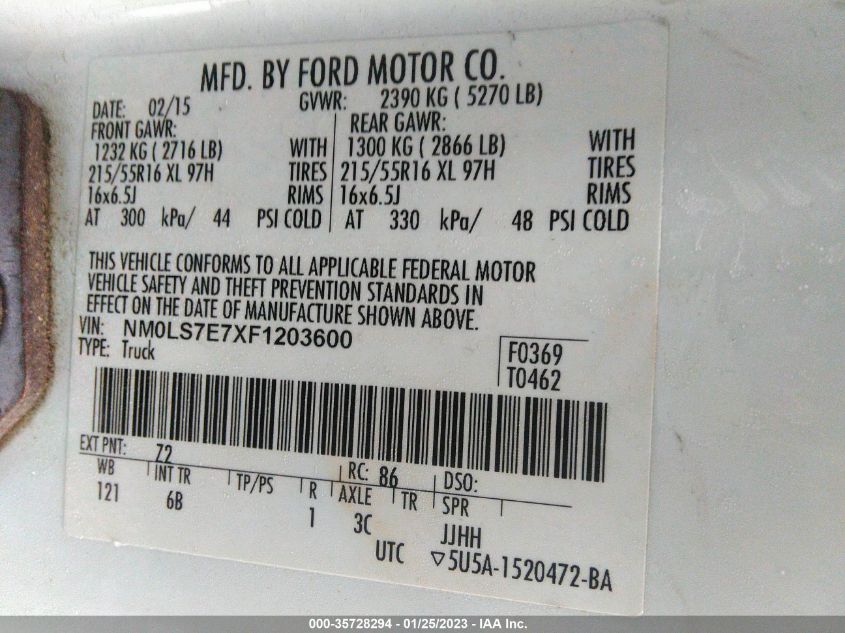 MFD. BY FORD MOTOR CO.
DATE: 02/15 GVWR: 2390 KG ( 5270 LB)
FRONT GAWR: REAR GAWR:
1232 KG ( 2716 LB) WITH 1300 KG ( 2866 LB) WITH
215/55R16 XL 97H TIRES 215/55R16 XL 97H TIRES
16x6.5J RIMS 16x6.5J RIMS
AT 300 kPa/ 44 PSI COLD AT 330 kPa/ 48 PSI COLD
THIS VEHICLE CONFORMS TO ALL APPLICABLE FEDERAL MOTOR
VEHICLE SAFETY AND THEFT PREVENTION STANDARDS IN
EFFECT ON THE DATE OF MANUFACTURE SHOWN ABOVE.
VIN: NM0LS7E7XF1203600
TYPE: Truck
F0369
T0462
EXT PNT: Z2 RC: 86 DSO:
WB INT TR TP/PS R AXLE TR SPR
121 6B 1 3C JJHH
UTC ▽5U5A-1520472-BA
000-35728294 - 01/25/2023 - IAA Inc.